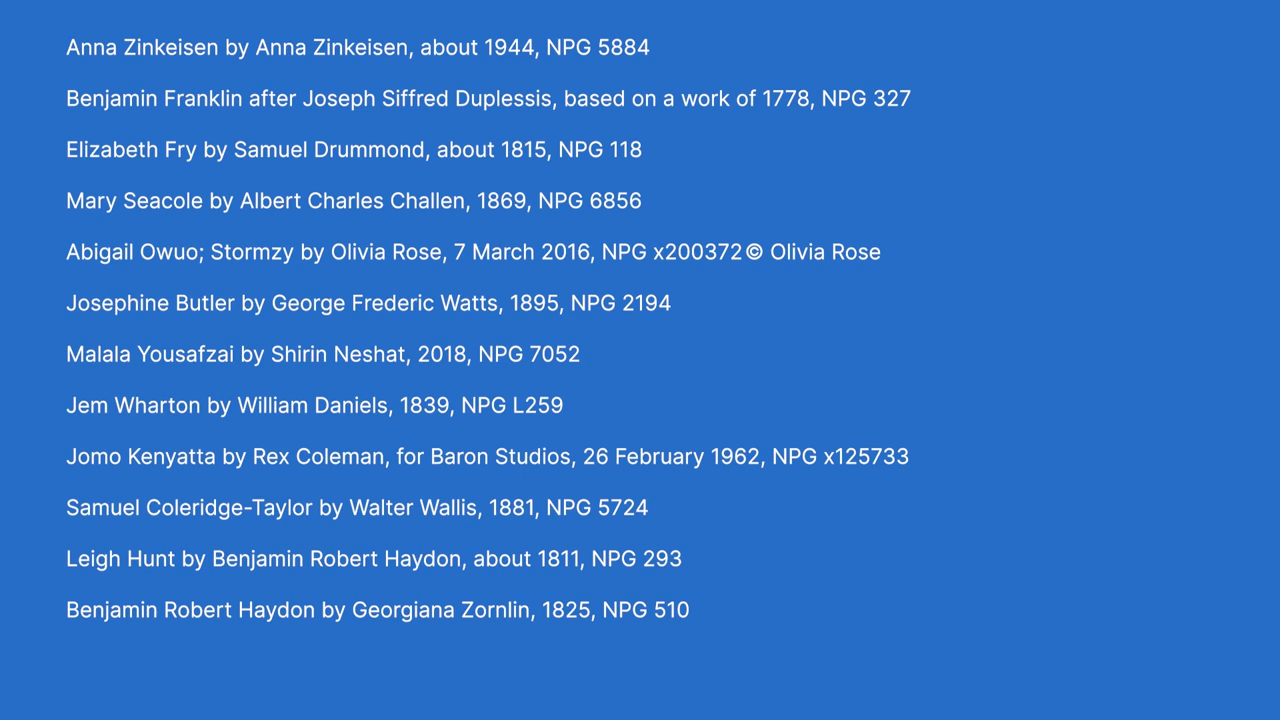 Anna Zinkeisen by Anna Zinkeisen, about 1944, NPG 5884
Benjamin Franklin after Joseph Siffred Duplessis, based on a work of 1778, NPG 327
Elizabeth Fry by Samuel Drummond, about 1815, NPG 118
Mary Seacole by Albert Charles Challen, 1869, NPG 6856
Abigail Owuo; Stormzy by Olivia Rose, 7 March 2016, NPG x200372 © Olivia Rose
Josephine Butler by George Frederic Watts, 1895, NPG 2194
Malala Yousafzai by Shirin Neshat, 2018, NPG 7052
Jem Wharton by William Daniels, 1839, NPG L259
Jomo Kenyatta by Rex Coleman, for Baron Studios, 26 February 1962, NPG x125733
Samuel Coleridge-Taylor by Walter Wallis, 1881, NPG 5724
Leigh Hunt by Benjamin Robert Haydon, about 1811, NPG 293
Benjamin Robert Haydon by Georgiana Zornlin, 1825, NPG 510